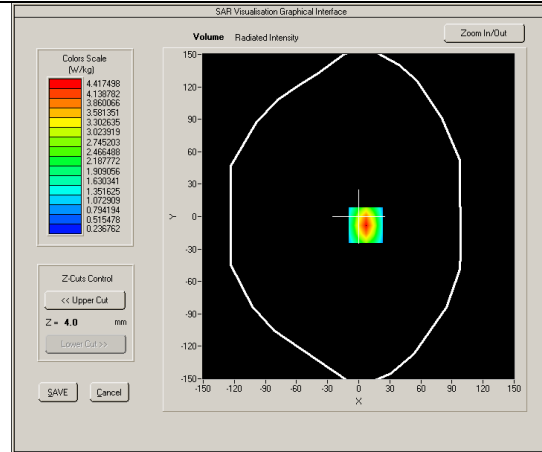 SAR Visualisation Graphical Interface
Volume Radiated Intensity
Zoom In/Out
Colors Scale
(W/kg)
4.417498
4.138782
3.860066
3.581351
3.302635
3.023919
2.745203
2.466488
2.187772
1.909056
1.630341
1.351625
1.072909
0.794194
0.515478
0.236762
Z-Cuts Control
<< Upper Cut
Z = 4.0 mm
Lower Cut >>
SAVE
Cancel
150-
120-
90-
60-
30-
0-
-30-
-60-
-90-
-120-
-150-
Y
-150 -120 -90 -60 -30 0 30 60 90 120 150
X